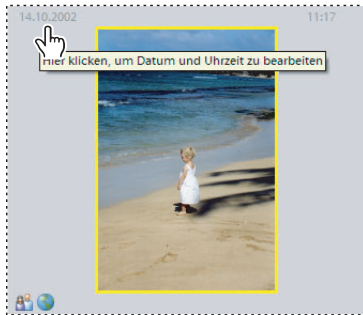 14.10.2002 11:17
Hier klicken, um Datum und Uhrzeit zu bearbeiten